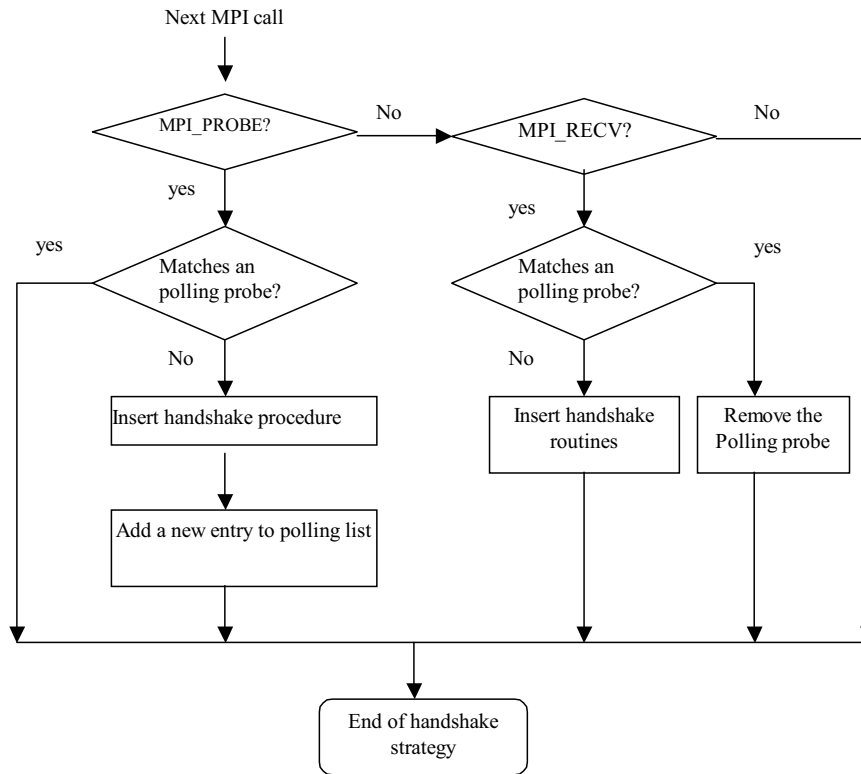 Next MPI call
MPI_PROBE?
No
MPI_RECV?
No
yes
yes
yes
Matches an
polling probe?
Matches an
polling probe?
yes
No
No
Insert handshake procedure
Insert handshake
routines
Remove the
Polling probe
Add a new entry to polling list
End of handshake
strategy